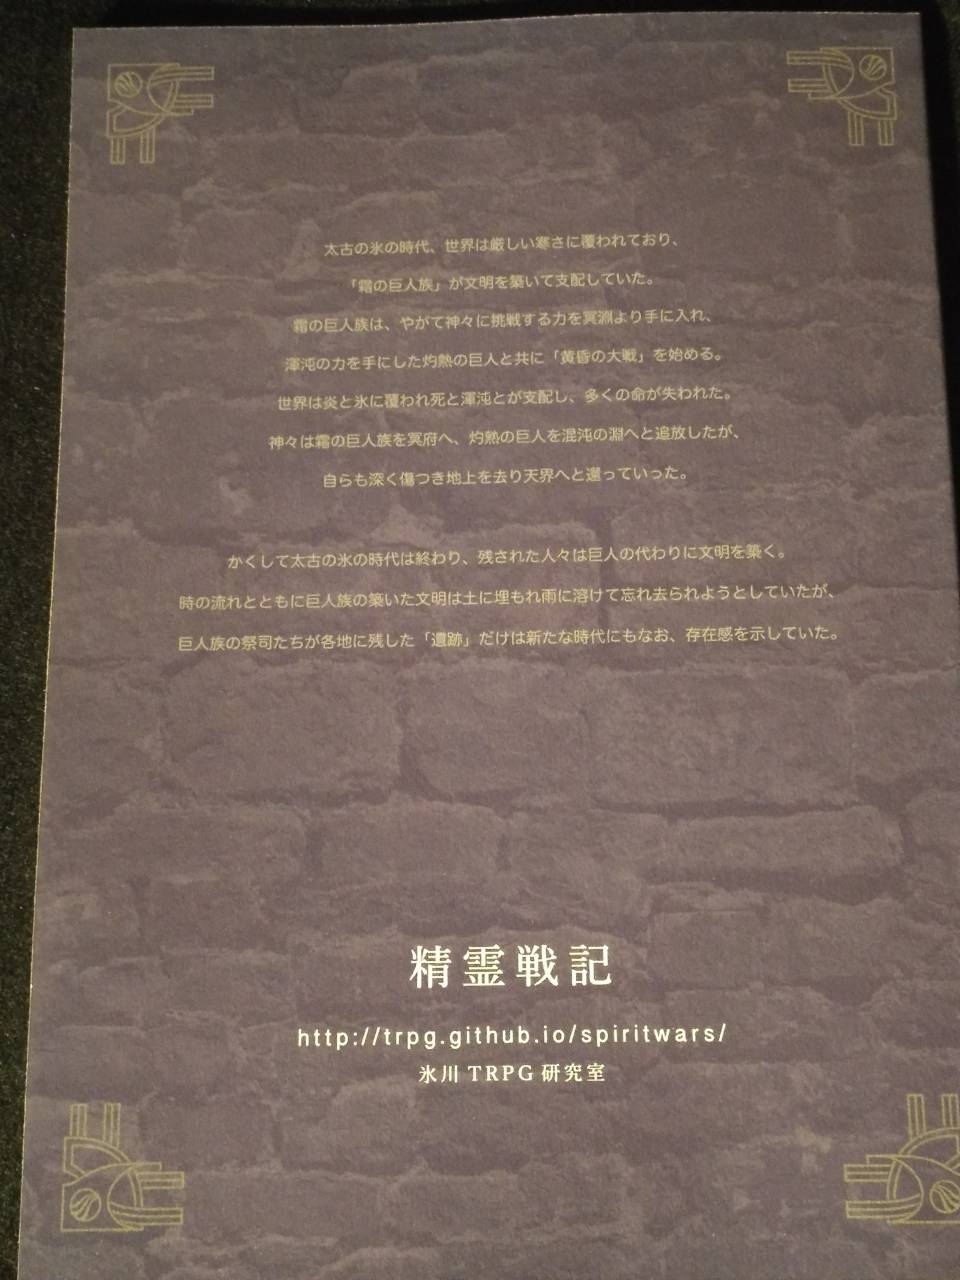 太古の氷の時代、世界は厳しい寒さに覆われており、
「霜の巨人族」が文明を築いて支配していた。
霜の巨人族は、やがて神々に挑戦する力を冥淵より手に入れ、
渾沌の力を手にした灼熱の巨人と共に「黄昏の大戦」を始める。
世界は炎と氷に覆われ死と渾沌とが支配し、多くの命が失われた。
神々は霜の巨人族を冥府へ、灼熱の巨人を混沌の淵へと追放したが、
自らも深く傷つき地上を去り天界へと還っていった。
かくして太古の氷の時代は終わり、残された人々は巨人の代わりに文明を築く。
時の流れとともに巨人族の築いた文明は土に埋もれ雨に溶けて忘れ去られようとしていたが、
巨人族の祭司たちが各地に残した「遺跡」だけは新たな時代にもなお、存在感を示していた。
精霊戦記
http://trpg.github.io/spiritwars/
氷川 TRPG 研究室